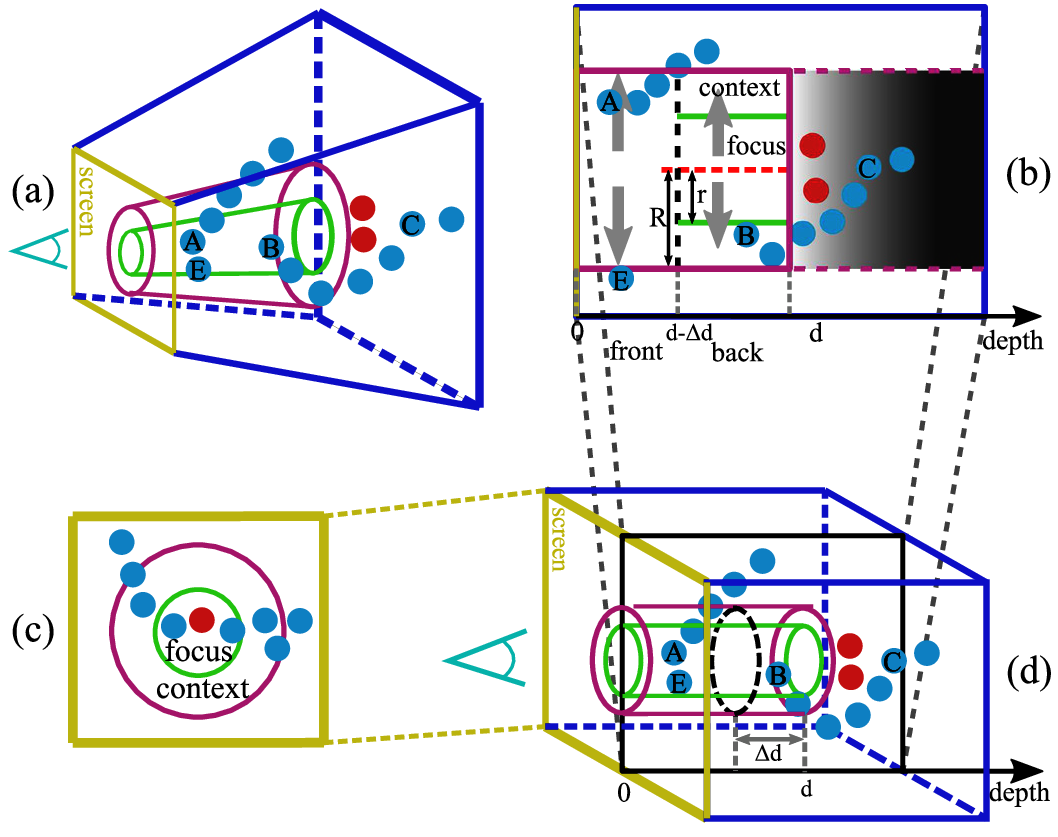 (a)
screen
A
E
B
C
(b)
A
context
focus
R
r
B
C
E
0
d-Δd
d
depth
front
back
(c)
focus
context
(d)
screen
A
E
B
C
Δd
0
d
depth